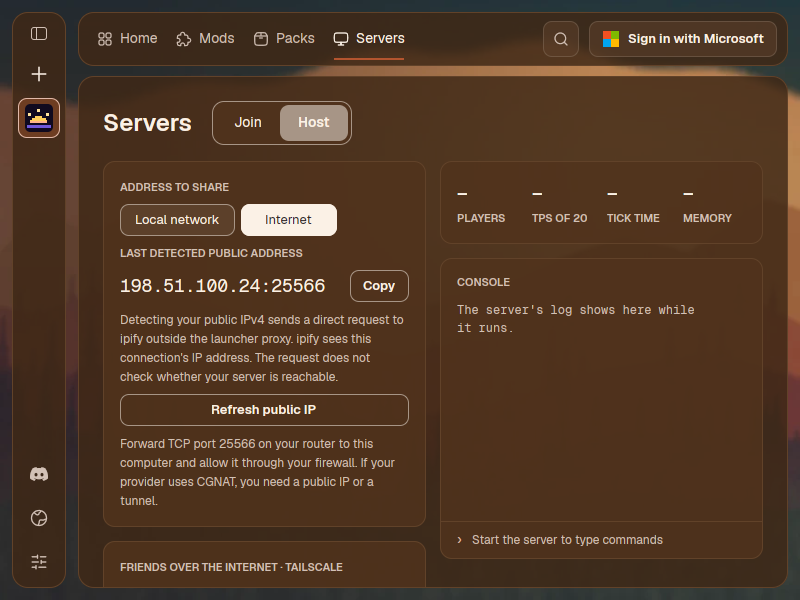 Home
Mods
Packs
Servers
Sign in with Microsoft
Servers
Join
Host
ADDRESS TO SHARE
Local network
Internet
LAST DETECTED PUBLIC ADDRESS
198.51.100.24:25566
Copy
Detecting your public IPv4 sends a direct request to
ipify outside the launcher proxy. ipify sees this
connection's IP address. The request does not
check whether your server is reachable.
Refresh public IP
Forward TCP port 25566 on your router to this
computer and allow it through your firewall. If your
provider uses CGNAT, you need a public IP or a
tunnel.
FRIENDS OVER THE INTERNET · TAILSCALE
– – – –
PLAYERS
TPS OF 20
TICK TIME
MEMORY
CONSOLE
The server's log shows here while
it runs.
› Start the server to type commands